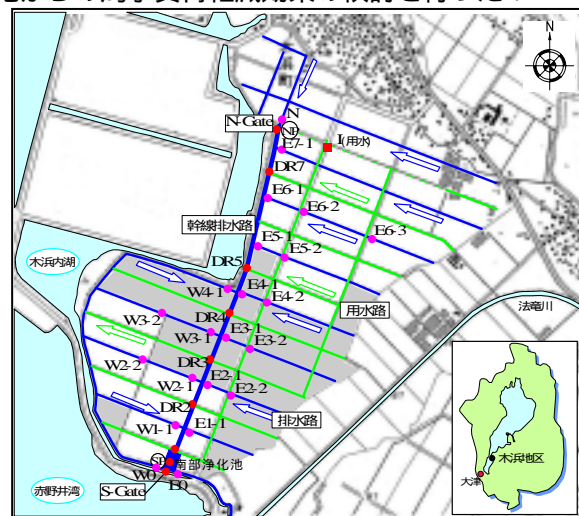 N
N-Gate
N
NP
I(用水)
E7-1
DR7
E6-1
E6-2
E6-3
幹線排水路
E5-1
E5-2
DR5
木浜内湖
W4-1
E4-1
E4-2
用水路
法竜川
DR4
W3-2
W3-1
E3-1
E3-2
DR3
W2-2
W2-1
E2-1
E2-2
DR2
排水路
W1-1
E1-1
SP
南部浄化池
W0
E0
赤野井湾
S-Gate
木浜地区
大津